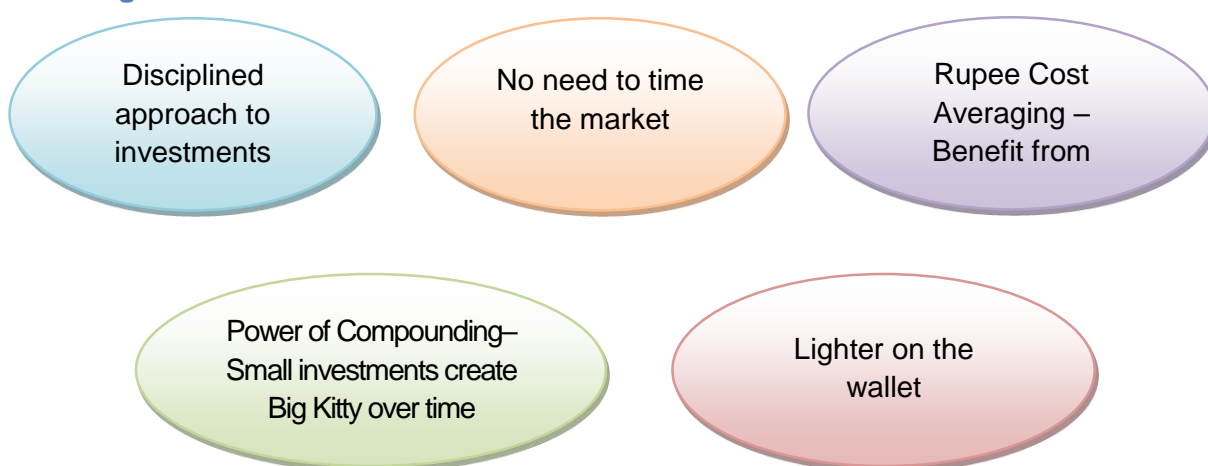 Disciplined
approach to
investments
No need to time
the market
Rupee Cost
Averaging –
Benefit from
Power of Compounding–
Small investments create
Big Kitty over time
Lighter on the
wallet